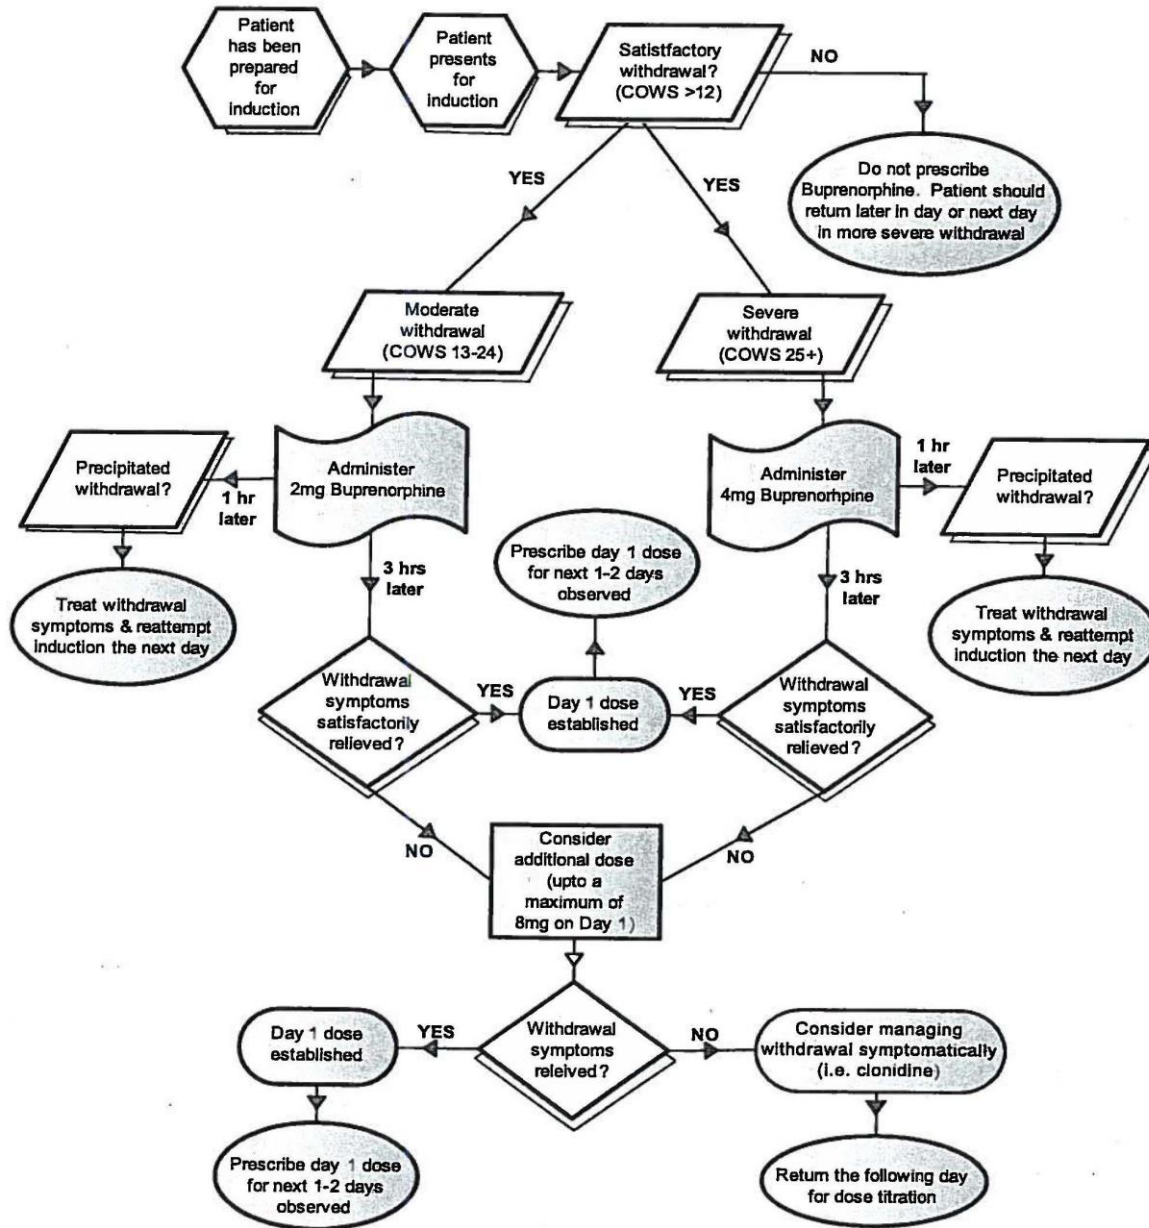 Patient
has been
prepared
for
induction
Patient
presents
for
induction
Satistfactory
withdrawal?
(COWS >12)
NO
Do not prescribe
Buprenorphine. Patient should
return later in day or next day
in more severe withdrawal
YES
YES
Moderate
withdrawal
(COWS 13-24)
Severe
withdrawal
(COWS 25+)
Precipitated
withdrawal?
1 hr
later
Administer
2mg Buprenorphine
Administer
4mg Buprenorhpine
1 hr
later
Precipitated
withdrawal?
3 hrs
later
Prescribe day 1 dose
for next 1-2 days
observed
3 hrs
later
Treat withdrawal
symptoms & reattempt
induction the next day
Treat withdrawal
symptoms & reattempt
induction the next day
Withdrawal
symptoms
satisfactorily
relieved?
YES
Day 1 dose
established
YES
Withdrawal
symptoms
satisfactorily
relieved?
NO
Consider
additional dose
(upto a
maximum of
8mg on Day 1)
NO
Day 1 dose
established
YES
Withdrawal
symptoms
releived?
NO
Consider managing
withdrawal symptomatically
(i.e. clonidine)
Prescribe day 1 dose
for next 1-2 days
observed
Return the following day
for dose titration